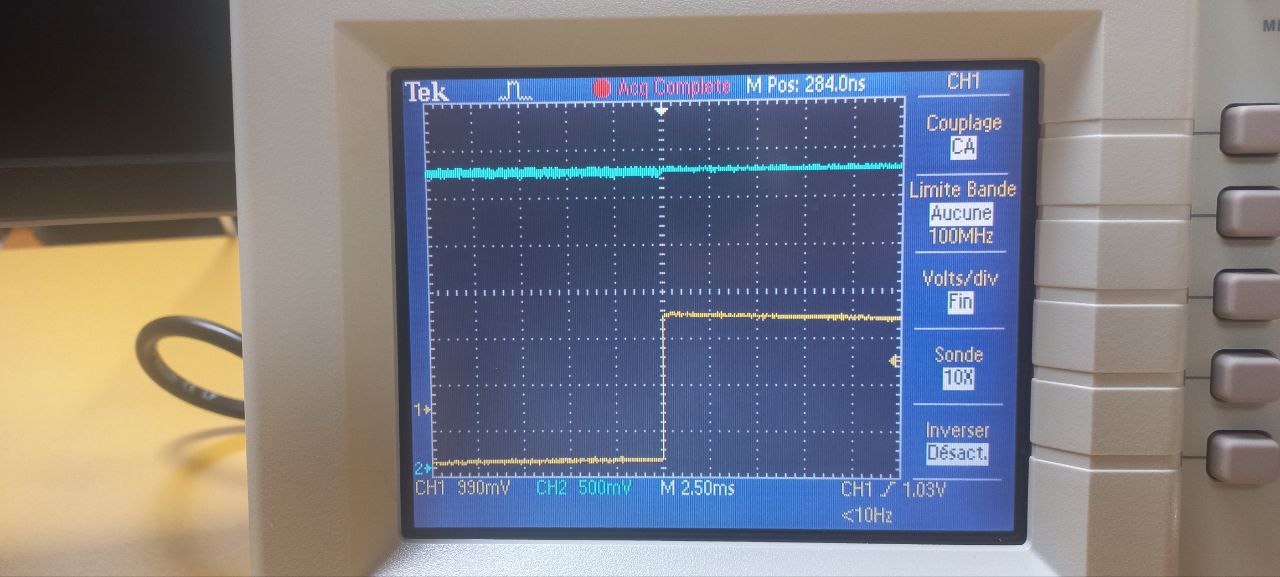 Tek Acq Complete M Pos: 284.0ns CH1
Couplage
CA
Limite Bande
Aucune
100MHz
Volts/div
Fin
Sonde
10X
1
Inverser
Désact.
2
CH1 990mV CH2 500mV M 2.50ms CH1 1.03V
<10Hz